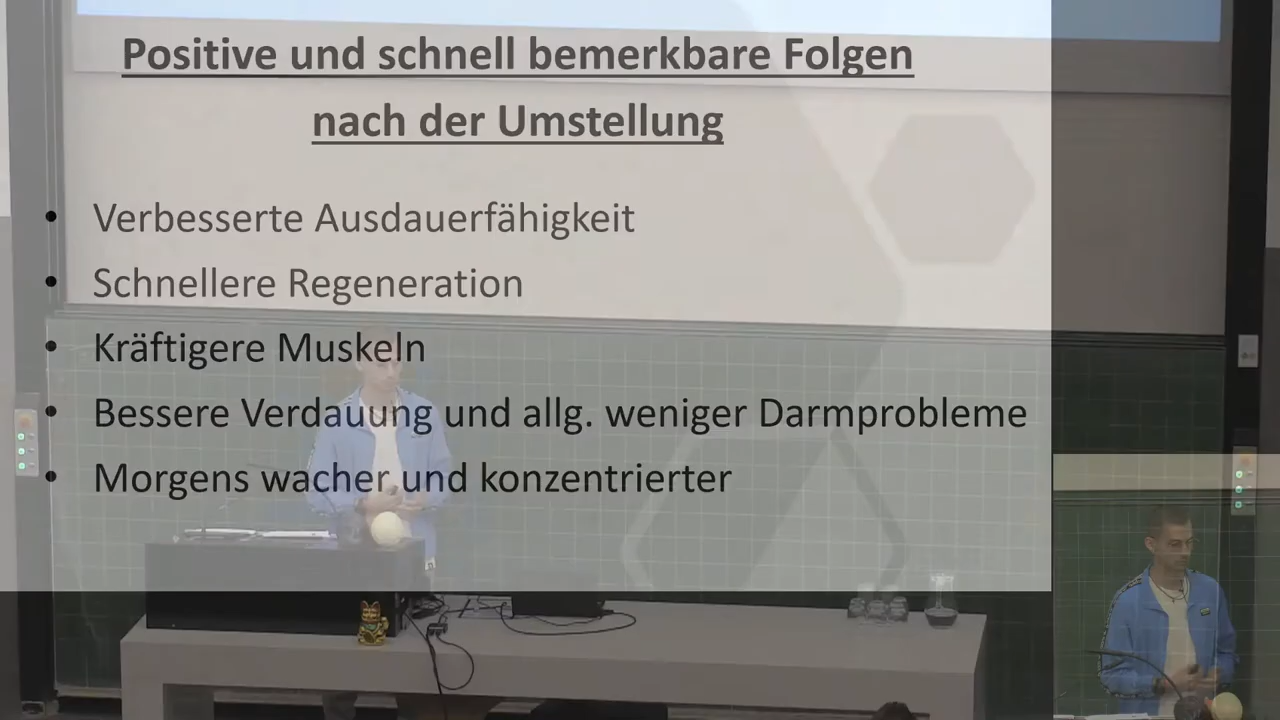 Positive und schnell bemerkbare Folgen
nach der Umstellung
• Verbesserte Ausdauerfähigkeit
• Schnellere Regeneration
• Kräftigere Muskeln
• Bessere Verdauung und allg. weniger Darmprobleme
• Morgens wacher und konzentrierter